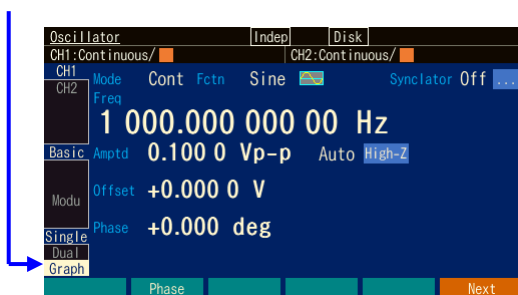 Oscillator Indep Disk
CH1:Continuous/ CH2:Continuous/
CH1 Mode Cont Fctn Sine Synclator Off ...
CH2
Freq
1 000.000 000 00 Hz
Basic Amptd 0.100 0 Vp-p Auto High-Z
Offset +0.000 0 V
Modu
Phase +0.000 deg
Single
Dual
Graph
Phase Next